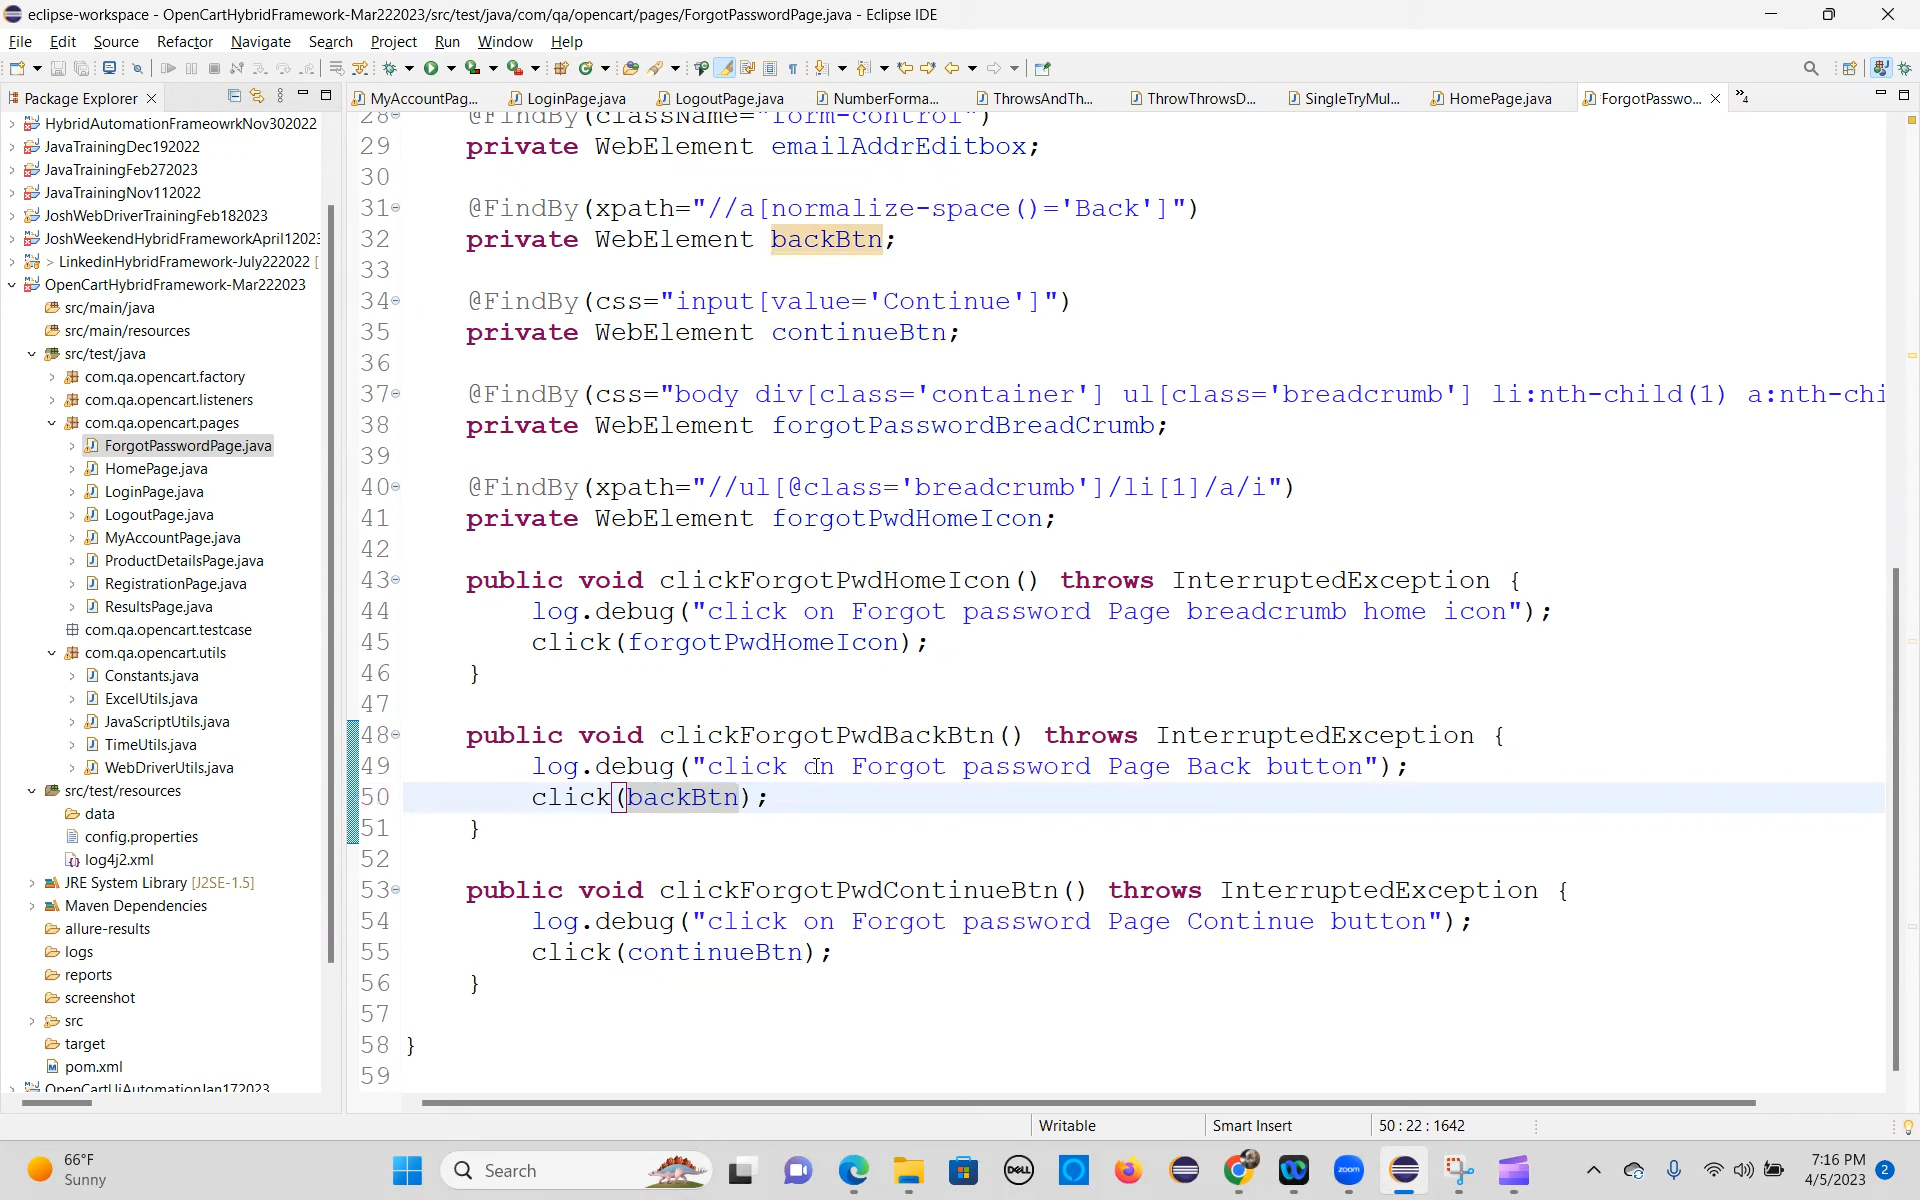 eclipse-workspace - OpenCartHybridFramework-Mar222023/src/test/java/com/qa/opencart/pages/ForgotPasswordPage.java - Eclipse IDE
File Edit Source Refactor Navigate Search Project Run Window Help
Package Explorer
MyAccountPag... LoginPage.java LogoutPage.java NumberForma... ThrowsAndTh... ThrowThrowsD... SingleTryMul... HomePage.java ForgotPasswo... »4
HybridAutomationFrameowrkNov302022
JavaTrainingDec192022
JavaTrainingFeb272023
JavaTrainingNov112022
JoshWebDriverTrainingFeb182023
JoshWeekendHybridFrameworkApril12023
> LinkedinHybridFramework-July222022 [
OpenCartHybridFramework-Mar222023
src/main/java
src/main/resources
src/test/java
com.qa.opencart.factory
com.qa.opencart.listeners
com.qa.opencart.pages
ForgotPasswordPage.java
HomePage.java
LoginPage.java
LogoutPage.java
MyAccountPage.java
ProductDetailsPage.java
RegistrationPage.java
ResultsPage.java
com.qa.opencart.testcase
com.qa.opencart.utils
Constants.java
ExcelUtils.java
JavaScriptUtils.java
TimeUtils.java
WebDriverUtils.java
src/test/resources
data
config.properties
log4j2.xml
JRE System Library [J2SE-1.5]
Maven Dependencies
allure-results
logs
reports
screenshot
src
target
pom.xml
OpenCartUiAutomationJan172023
28 @FindBy(className="form-control")
29 private WebElement emailAddrEditbox;
30
31 @FindBy(xpath="//a[normalize-space()='Back']")
32 private WebElement backBtn;
33
34 @FindBy(css="input[value='Continue']")
35 private WebElement continueBtn;
36
37 @FindBy(css="body div[class='container'] ul[class='breadcrumb'] li:nth-child(1) a:nth-chi
38 private WebElement forgotPasswordBreadCrumb;
39
40 @FindBy(xpath="//ul[@class='breadcrumb']/li[1]/a/i")
41 private WebElement forgotPwdHomeIcon;
42
43 public void clickForgotPwdHomeIcon() throws InterruptedException {
44 log.debug("click on Forgot password Page breadcrumb home icon");
45 click(forgotPwdHomeIcon);
46 }
47
48 public void clickForgotPwdBackBtn() throws InterruptedException {
49 log.debug("click on Forgot password Page Back button");
50 click(backBtn);
51 }
52
53 public void clickForgotPwdContinueBtn() throws InterruptedException {
54 log.debug("click on Forgot password Page Continue button");
55 click(continueBtn);
56 }
57
58 }
59
Writable Smart Insert 50 : 22 : 1642
66°F
Sunny
Search
DELL
zoom
7:16 PM
4/5/2023
2